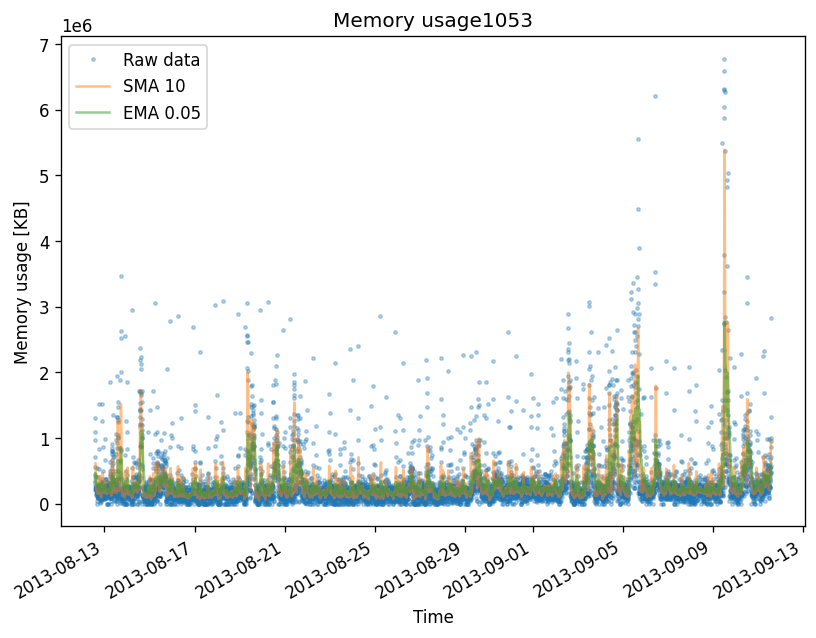 Memory usage1053
1e6
7
6
5
4
3
2
1
0
Memory usage [KB]
Raw data
SMA 10
EMA 0.05
2013-08-13
2013-08-17
2013-08-21
2013-08-25
2013-08-29
2013-09-01
2013-09-05
2013-09-09
2013-09-13
Time